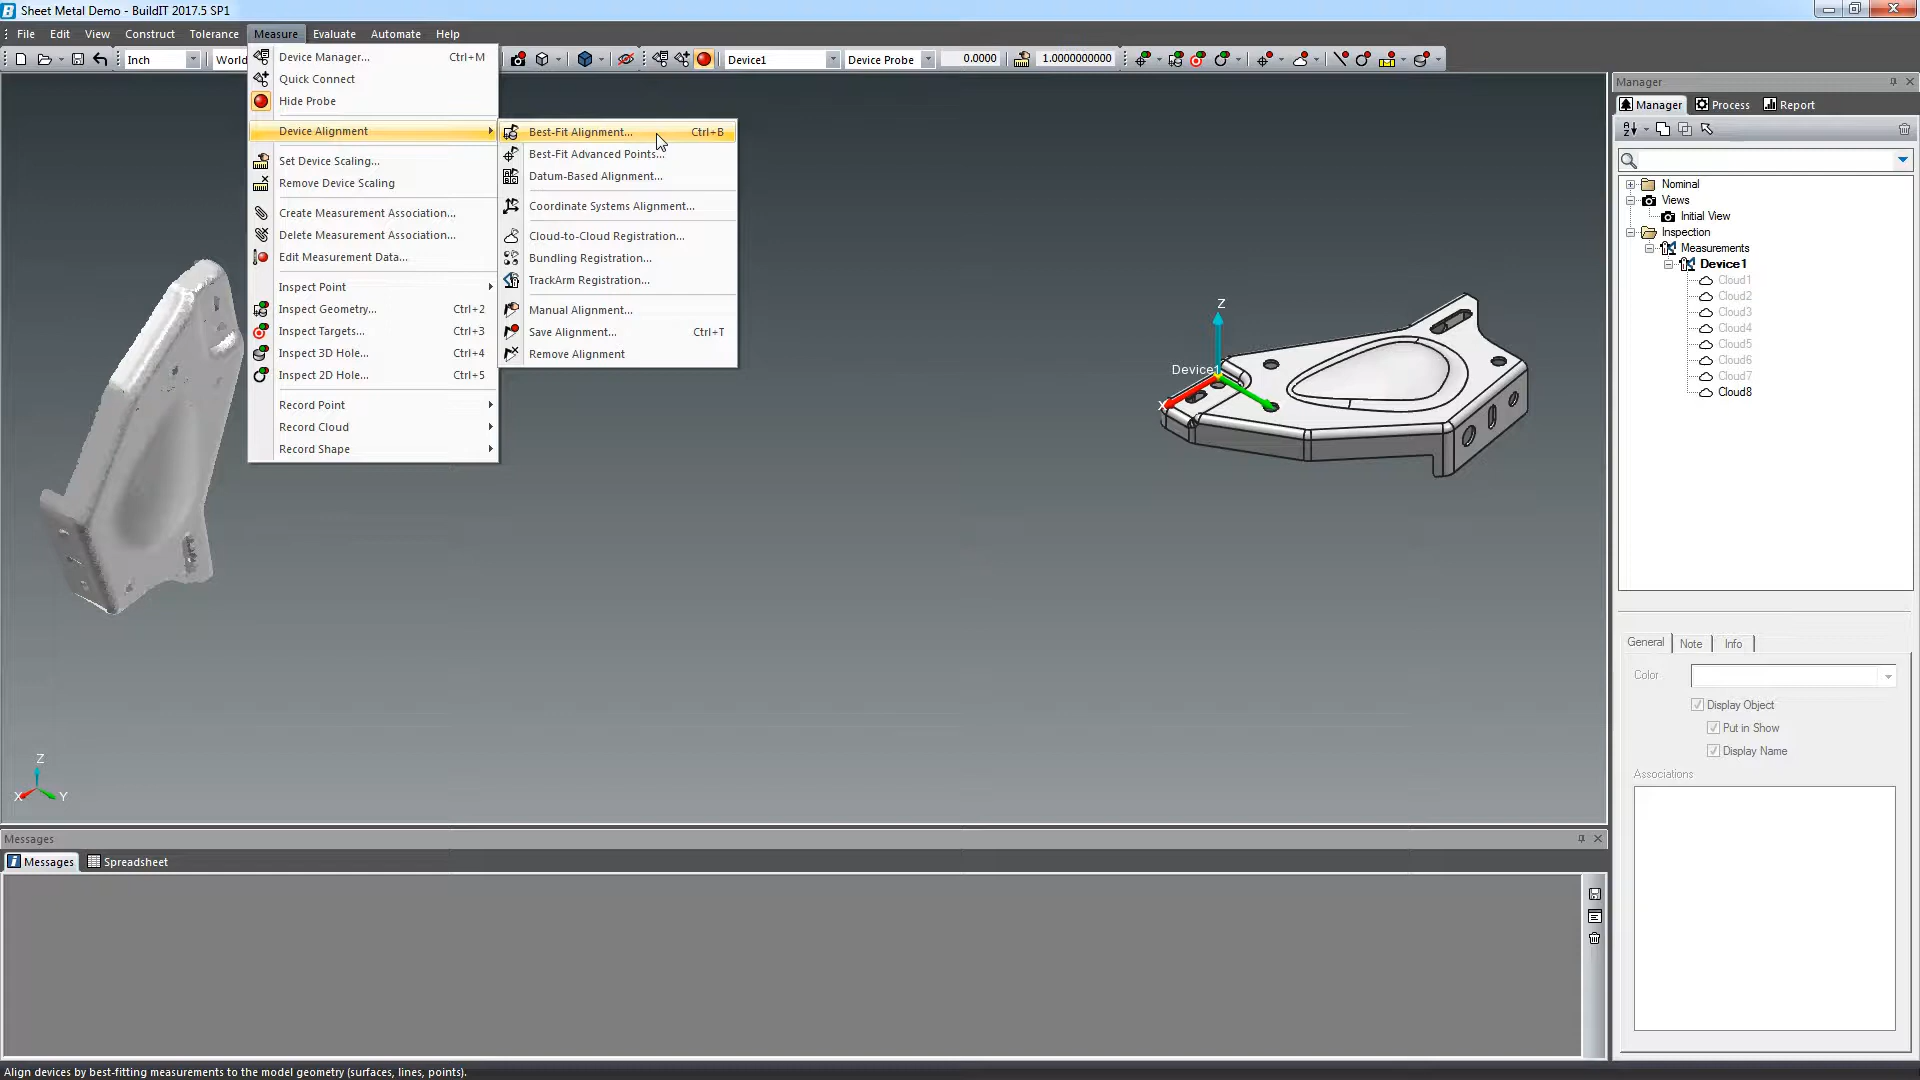 Sheet Metal Demo - BuildIT 2017.5 SP1
File Edit View Construct Tolerance Measure Evaluate Automate Help
Inch World Device1 Device Probe 0.0000 1.0000000000
Device Manager... Ctrl+M
Quick Connect
Hide Probe
Device Alignment
Set Device Scaling...
Remove Device Scaling
Create Measurement Association...
Delete Measurement Association...
Edit Measurement Data...
Inspect Point
Inspect Geometry... Ctrl+2
Inspect Targets... Ctrl+3
Inspect 3D Hole... Ctrl+4
Inspect 2D Hole... Ctrl+5
Record Point
Record Cloud
Record Shape
Best-Fit Alignment... Ctrl+B
Best-Fit Advanced Points...
Datum-Based Alignment...
Coordinate Systems Alignment...
Cloud-to-Cloud Registration...
Bundling Registration...
TrackArm Registration...
Manual Alignment...
Save Alignment... Ctrl+T
Remove Alignment
Z
Device1
X
Z
X Y
Manager
Manager Process Report
Nominal
Views
Initial View
Inspection
Measurements
Device1
Cloud1
Cloud2
Cloud3
Cloud4
Cloud5
Cloud6
Cloud7
Cloud8
General Note Info
Color
Display Object
Put in Show
Display Name
Associations
Messages
Messages Spreadsheet
Align devices by best-fitting measurements to the model geometry (surfaces, lines, points).